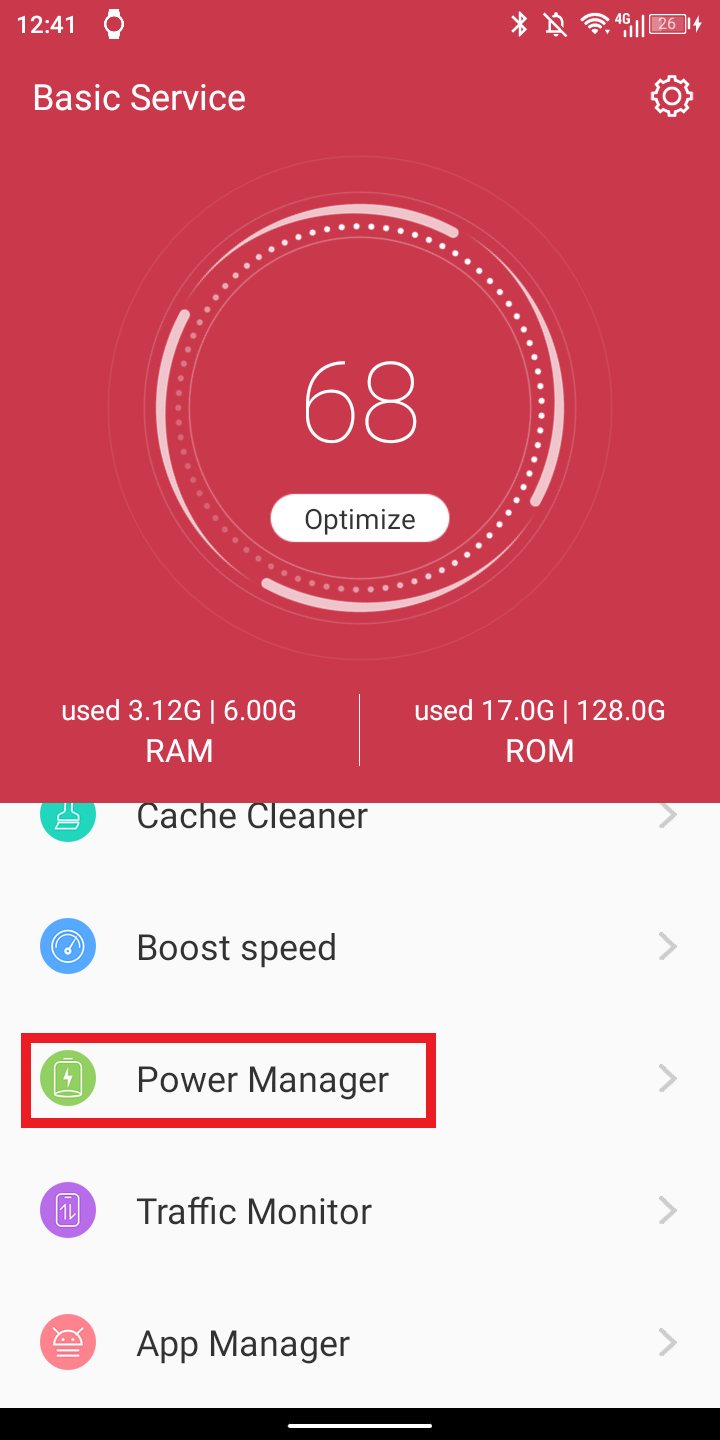 12:41 4G 26
Basic Service
68
Optimize
used 3.12G | 6.00G
RAM
used 17.0G | 128.0G
ROM
Cache Cleaner
Boost speed
Power Manager
Traffic Monitor
App Manager